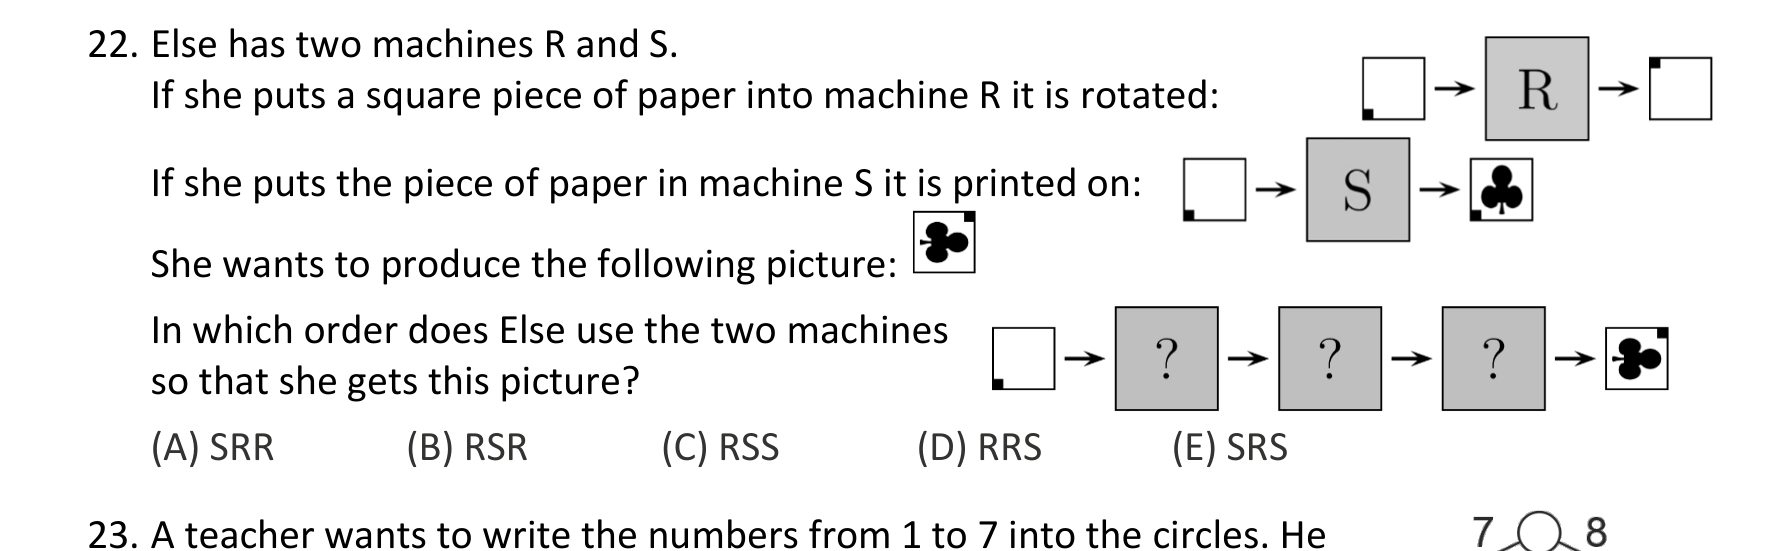 22. Else has two machines R and S.
If she puts a square piece of paper into machine R it is rotated:
R
If she puts the piece of paper in machine S it is printed on:
S
She wants to produce the following picture:
In which order does Else use the two machines
so that she gets this picture?
? ? ?
(A) SRR (B) RSR (C) RSS (D) RRS (E) SRS
23. A teacher wants to write the numbers from 1 to 7 into the circles. He
7 8